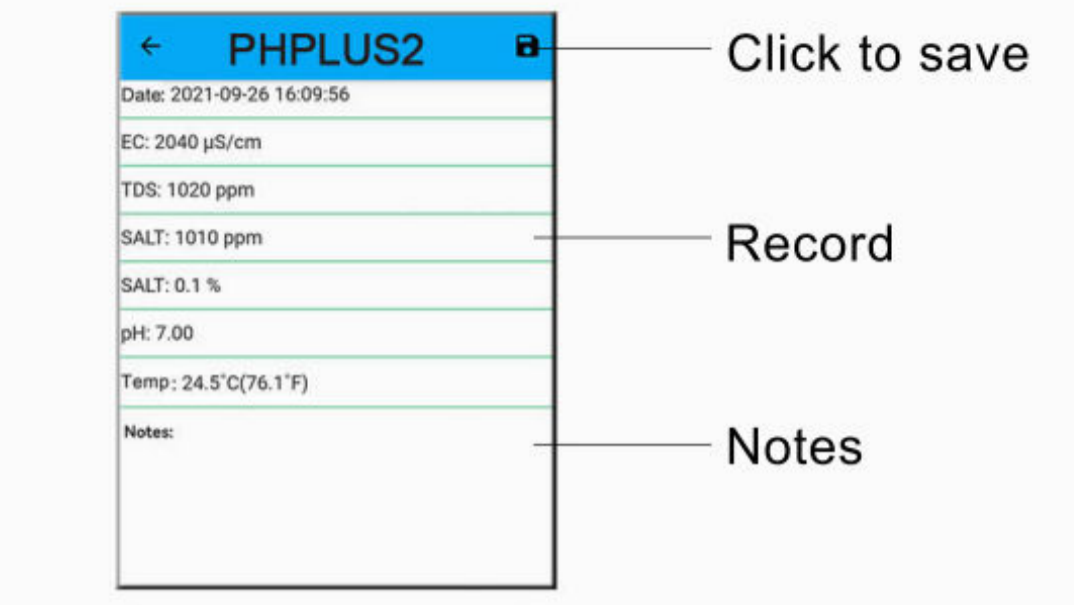 ← PHPLUS2
Click to save
Date: 2021-09-26 16:09:56
EC: 2040 µS/cm
TDS: 1020 ppm
SALT: 1010 ppm
Record
SALT: 0.1 %
pH: 7.00
Temp: 24.5°C(76.1°F)
Notes:
Notes